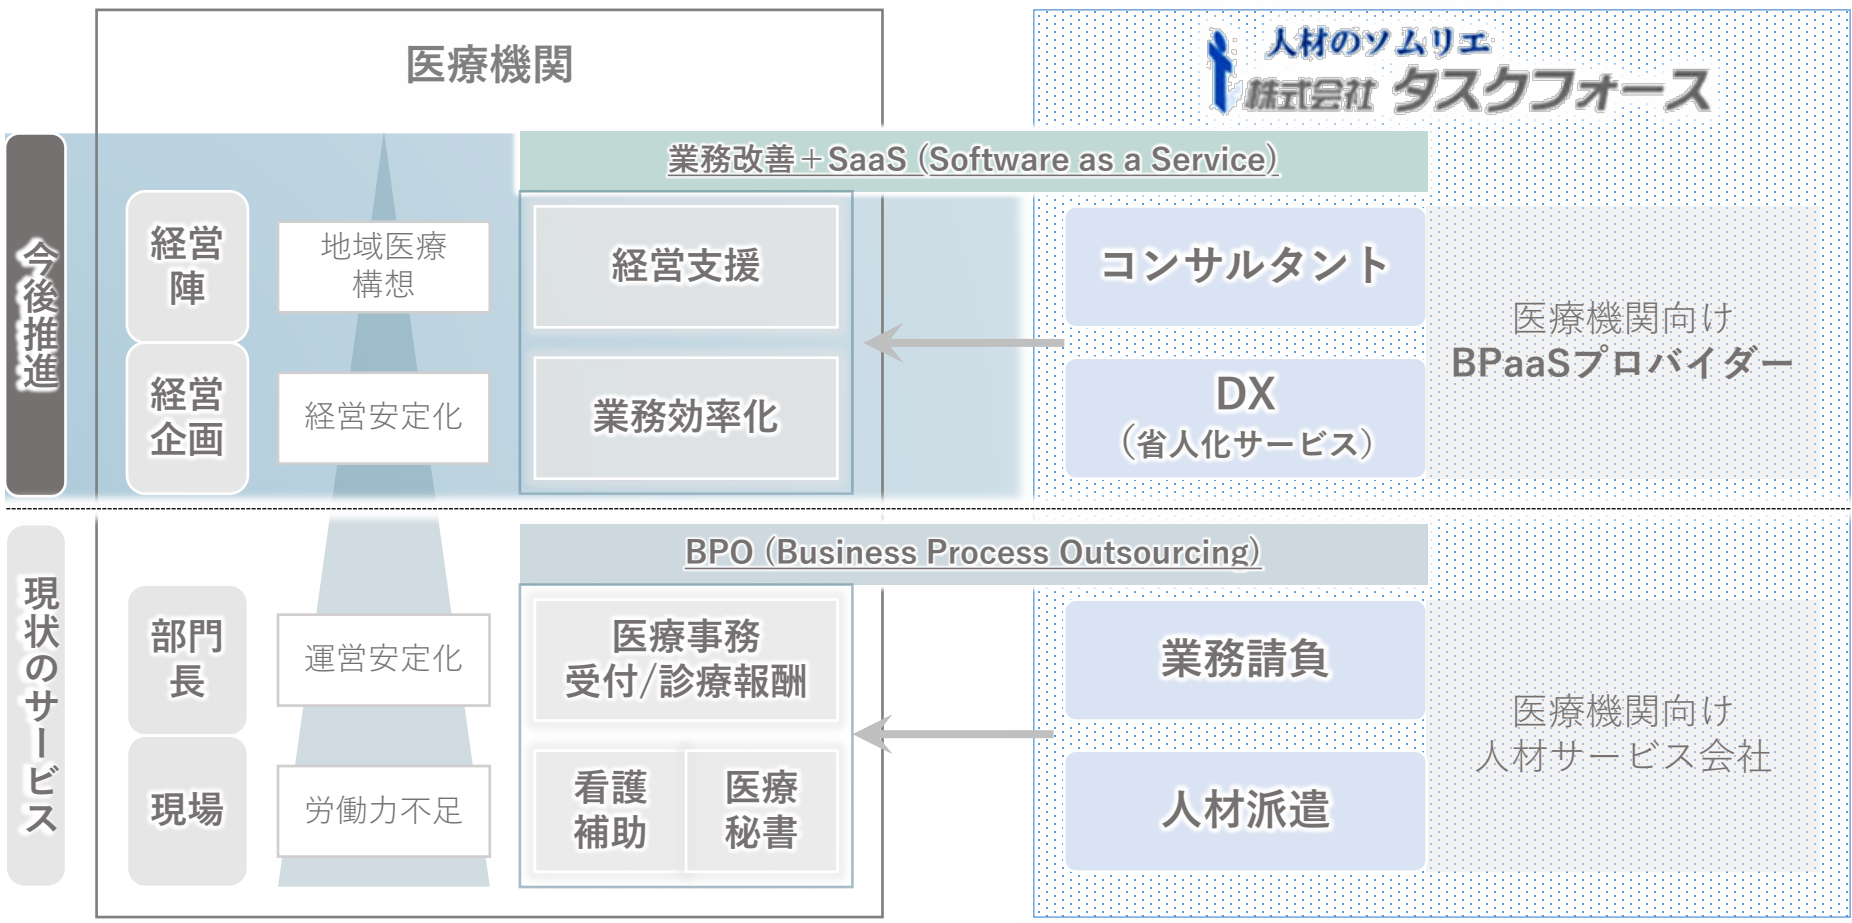 医療機関
人材のソムリエ
株式会社 タスクフォース
今後推進
業務改善＋SaaS (Software as a Service)
経営
陣
地域医療
構想
経営支援
コンサルタント
経営
企画
経営安定化
業務効率化
DX
（省人化サービス）
医療機関向け
BPaaSプロバイダー
現状のサービス
BPO (Business Process Outsourcing)
部門
長
運営安定化
医療事務
受付/診療報酬
業務請負
現場
労働力不足
看護
補助
医療
秘書
人材派遣
医療機関向け
人材サービス会社